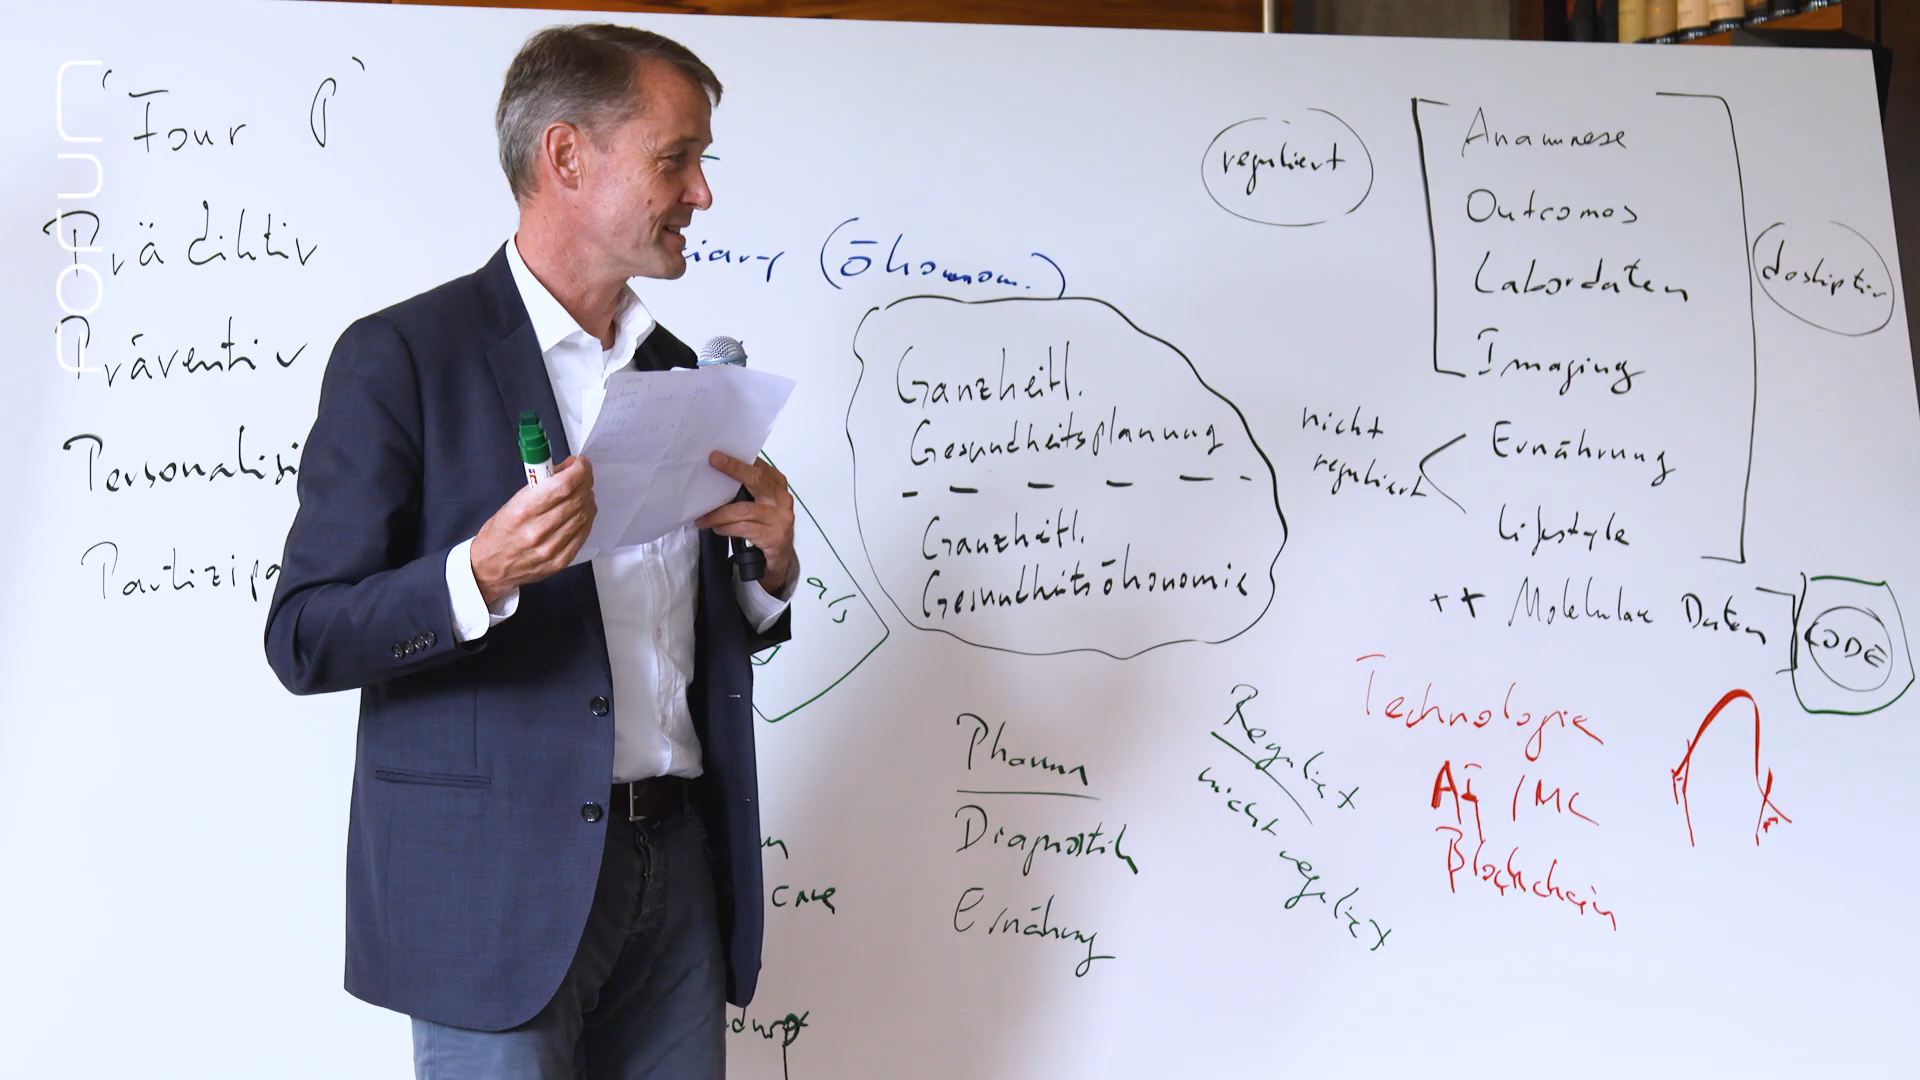 'Four P'
Prädiktiv
Präventiv
Personalisi
Partizipa
(ökonom.)
Ganzheitl.
Gesundheitsplanung
Ganzheitl.
Gesundheitsökonomie
reguliert
Anamnese
Outcomes
Labordaten
Imaging
deskriptiv
nicht
reguliert
Ernährung
Lifestyle
++ Molekulare Daten
CODE
Pharma
Diagnostik
Ernährung
Reguliert
nicht reguliert
Technologie
AI / ML
Blockchain